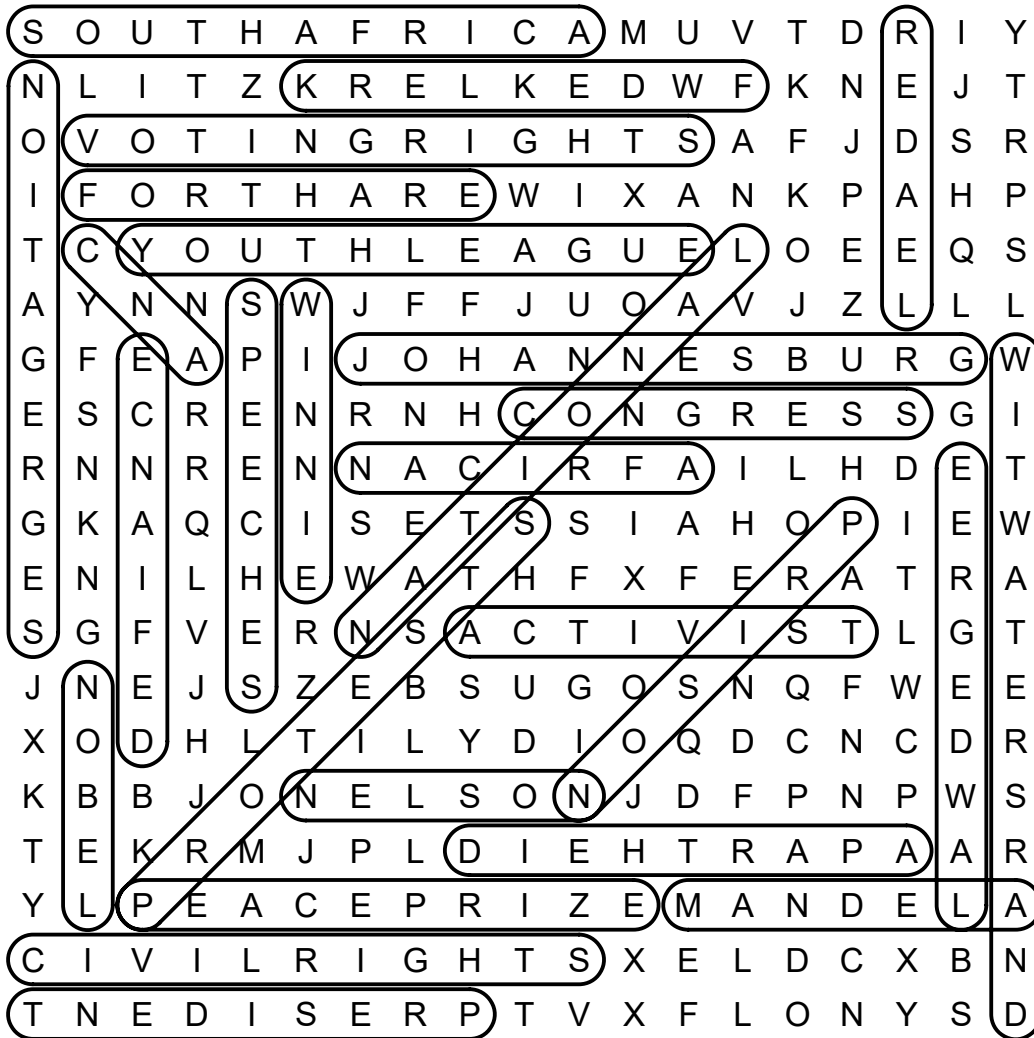 S O U T H A F R I C A M U V T D R I Y
N L I T Z K R E L K E D W F K N E J T
O V O T I N G R I G H T S A F J D S R
I F O R T H A R E W I X A N K P A H P
T C Y O U T H L E A G U E L O E E Q S
A Y N N S W J F F J U O A V J Z L L L
G F E A P I J O H A N N E S B U R G W
E S C R E N R N H C O N G R E S S G I
R N N R E N N A C I R F A I L H D E T
G K A Q C I S E T S S I A H O P I E W
E N I L H E W A T H F X F E R A T R A
S G F V E R N S A C T I V I S T L G T
J N E J S Z E B S U G O S N Q F W E E
X O D H L T I L Y D I O Q D C N C D R
K B B J O N E L S O N J D F P N P W S
T E K R M J P L D I E H T R A P A A R
Y L P E A C E P R I Z E M A N D E L A
C I V I L R I G H T S X E L D C X B N
T N E D I S E R P T V X F L O N Y S D